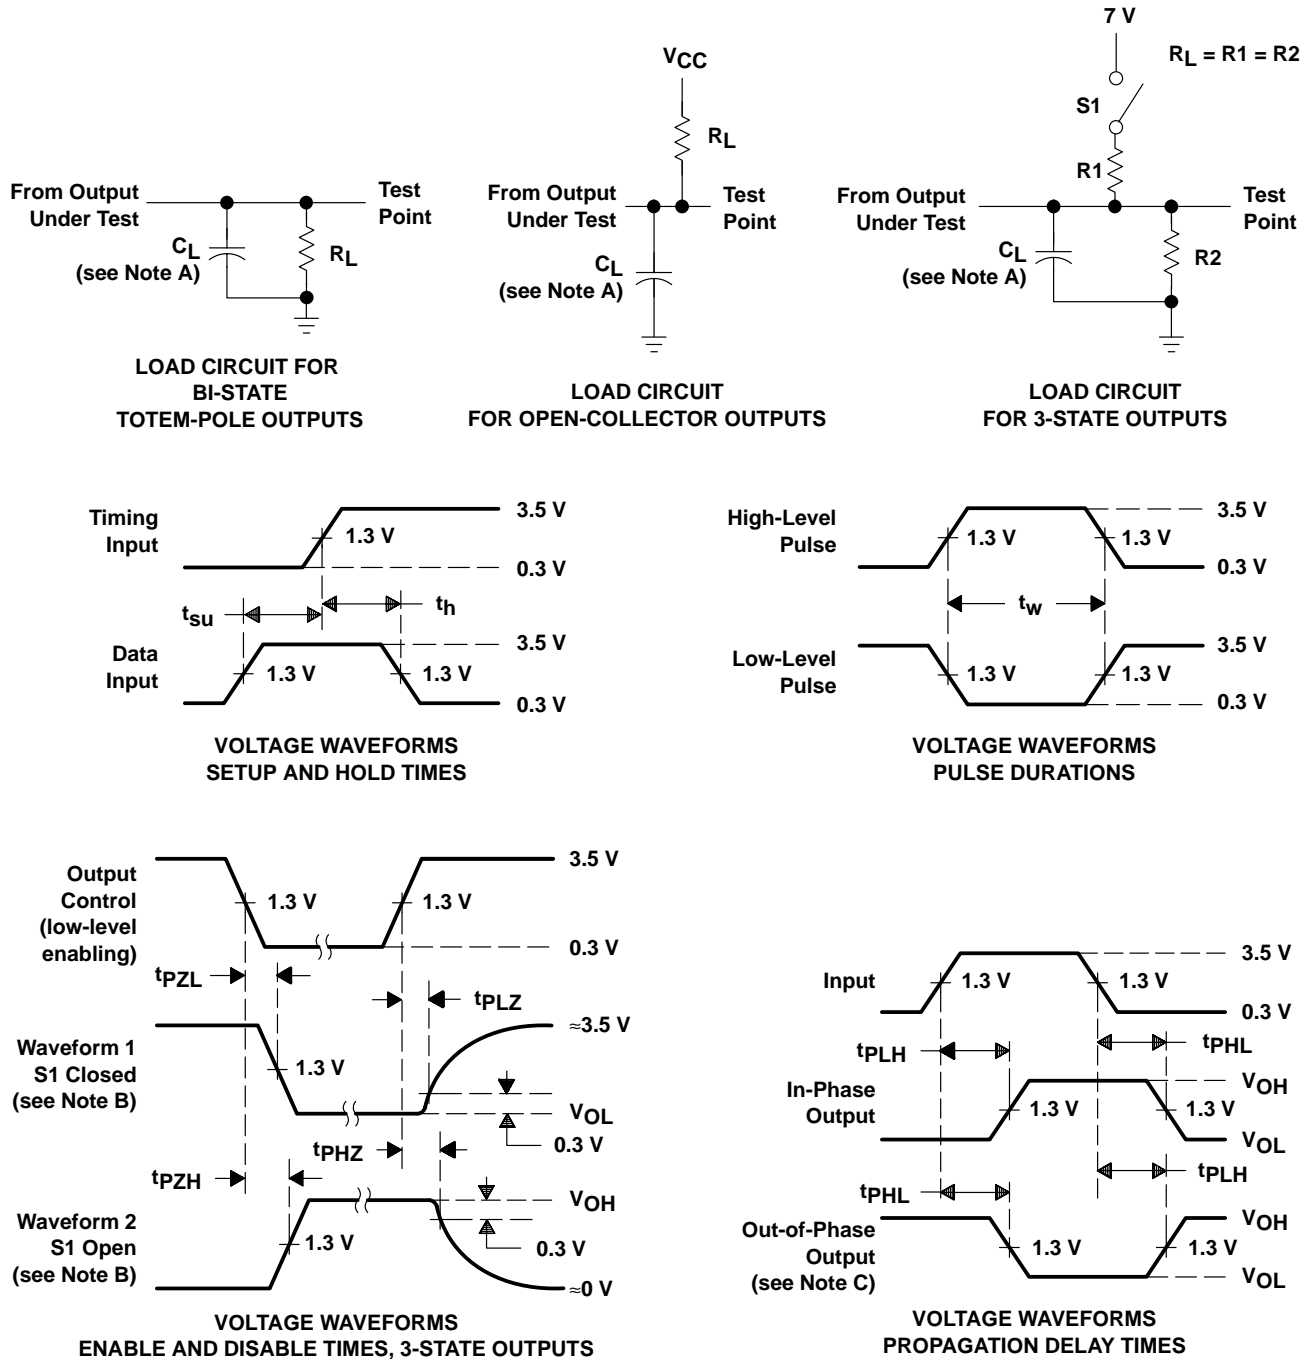 From Output
Under Test
Test
Point
CL
(see Note A)
RL
LOAD CIRCUIT FOR
BI-STATE
TOTEM-POLE OUTPUTS
VCC
RL
From Output
Under Test
Test
Point
CL
(see Note A)
LOAD CIRCUIT
FOR OPEN-COLLECTOR OUTPUTS
7 V
RL = R1 = R2
S1
R1
From Output
Under Test
Test
Point
CL
(see Note A)
R2
LOAD CIRCUIT
FOR 3-STATE OUTPUTS
Timing
Input
3.5 V
1.3 V
0.3 V
tsu
th
Data
Input
3.5 V
1.3 V
1.3 V
0.3 V
VOLTAGE WAVEFORMS
SETUP AND HOLD TIMES
High-Level
Pulse
3.5 V
1.3 V
1.3 V
0.3 V
tw
Low-Level
Pulse
3.5 V
1.3 V
1.3 V
0.3 V
VOLTAGE WAVEFORMS
PULSE DURATIONS
Output
Control
(low-level
enabling)
3.5 V
1.3 V
1.3 V
0.3 V
tPZL
tPLZ
Waveform 1
S1 Closed
(see Note B)
≈3.5 V
1.3 V
VOL
0.3 V
tPHZ
tPZH
Waveform 2
S1 Open
(see Note B)
VOH
1.3 V
0.3 V
≈0 V
VOLTAGE WAVEFORMS
ENABLE AND DISABLE TIMES, 3-STATE OUTPUTS
Input
3.5 V
1.3 V
1.3 V
0.3 V
tPLH
tPHL
In-Phase
Output
VOH
1.3 V
1.3 V
VOL
tPHL
tPLH
Out-of-Phase
Output
(see Note C)
VOH
1.3 V
1.3 V
VOL
VOLTAGE WAVEFORMS
PROPAGATION DELAY TIMES